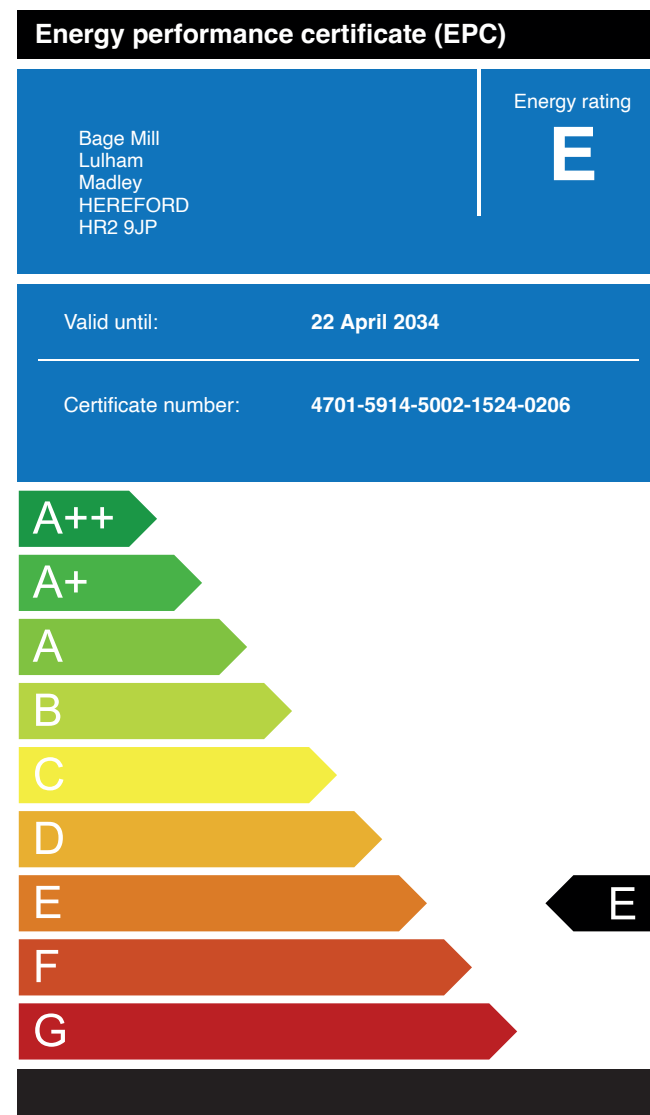 Energy performance certificate (EPC)
Bage Mill
Lulham
Madley
HEREFORD
HR2 9JP
Energy rating
E
Valid until: 22 April 2034
Certificate number: 4701-5914-5002-1524-0206
A++
A+
A
B
C
D
E E
F
G